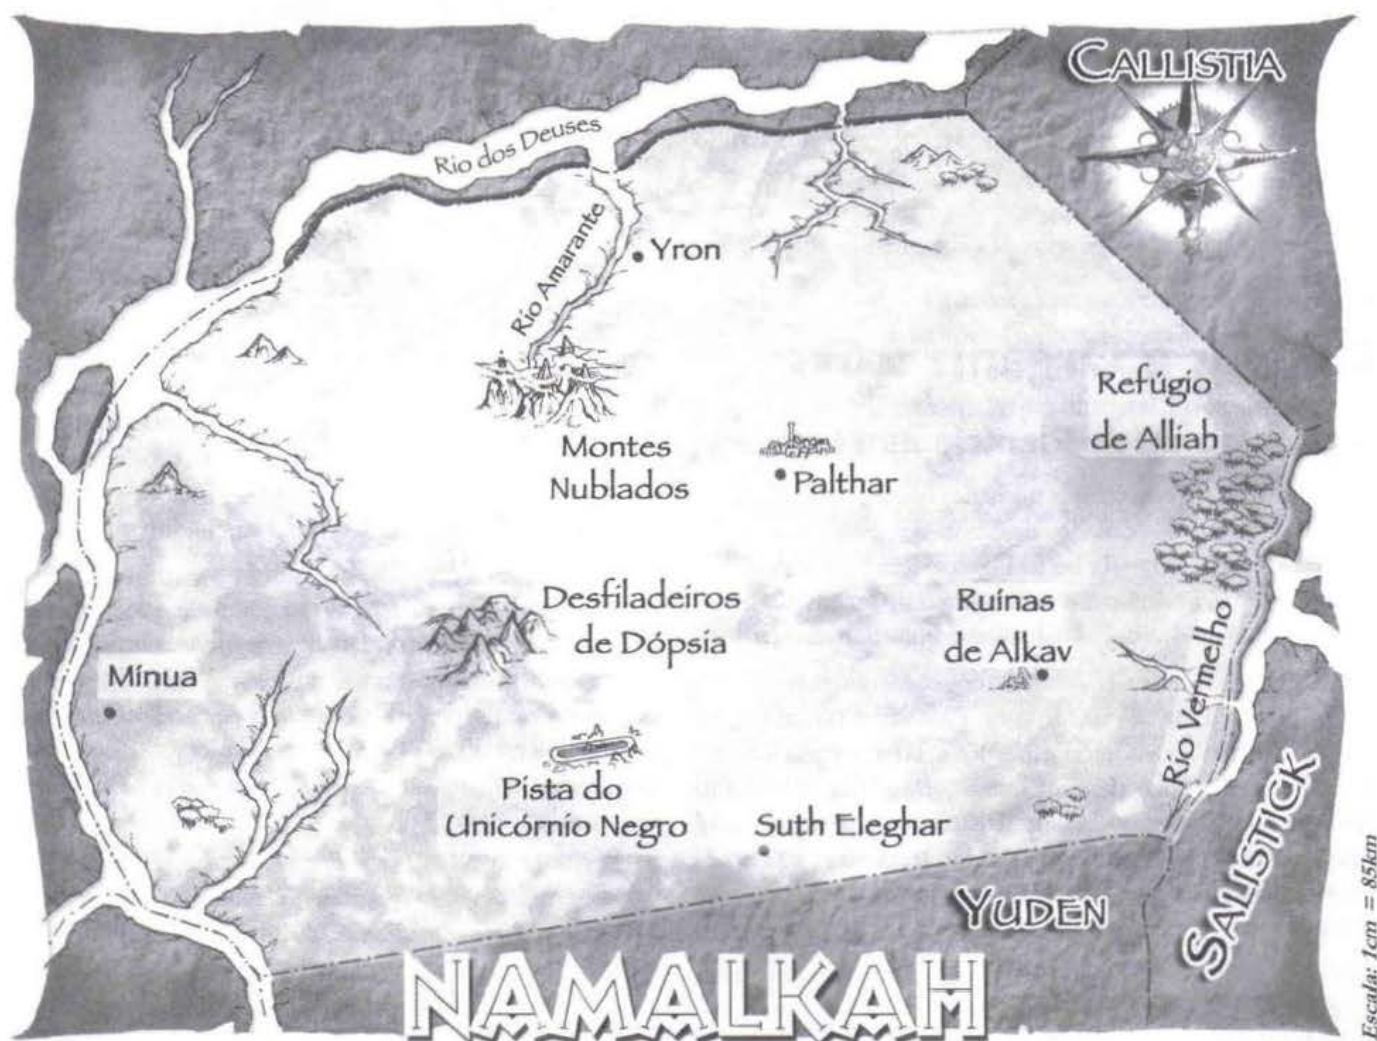 CALLISTIA
Rio dos Deuses
Rio Amarante
Yron
Refúgio
de Alliah
Montes
Nublados
Palthar
Desfiladeiros
de Dópsia
Ruínas
de Alkav
Mínua
Rio Vermelho
Pista do
Unicórnio Negro
Suth Eleghar
YUDEN
SALISTICK
NAMALKAH
Escala: 1cm = 85km